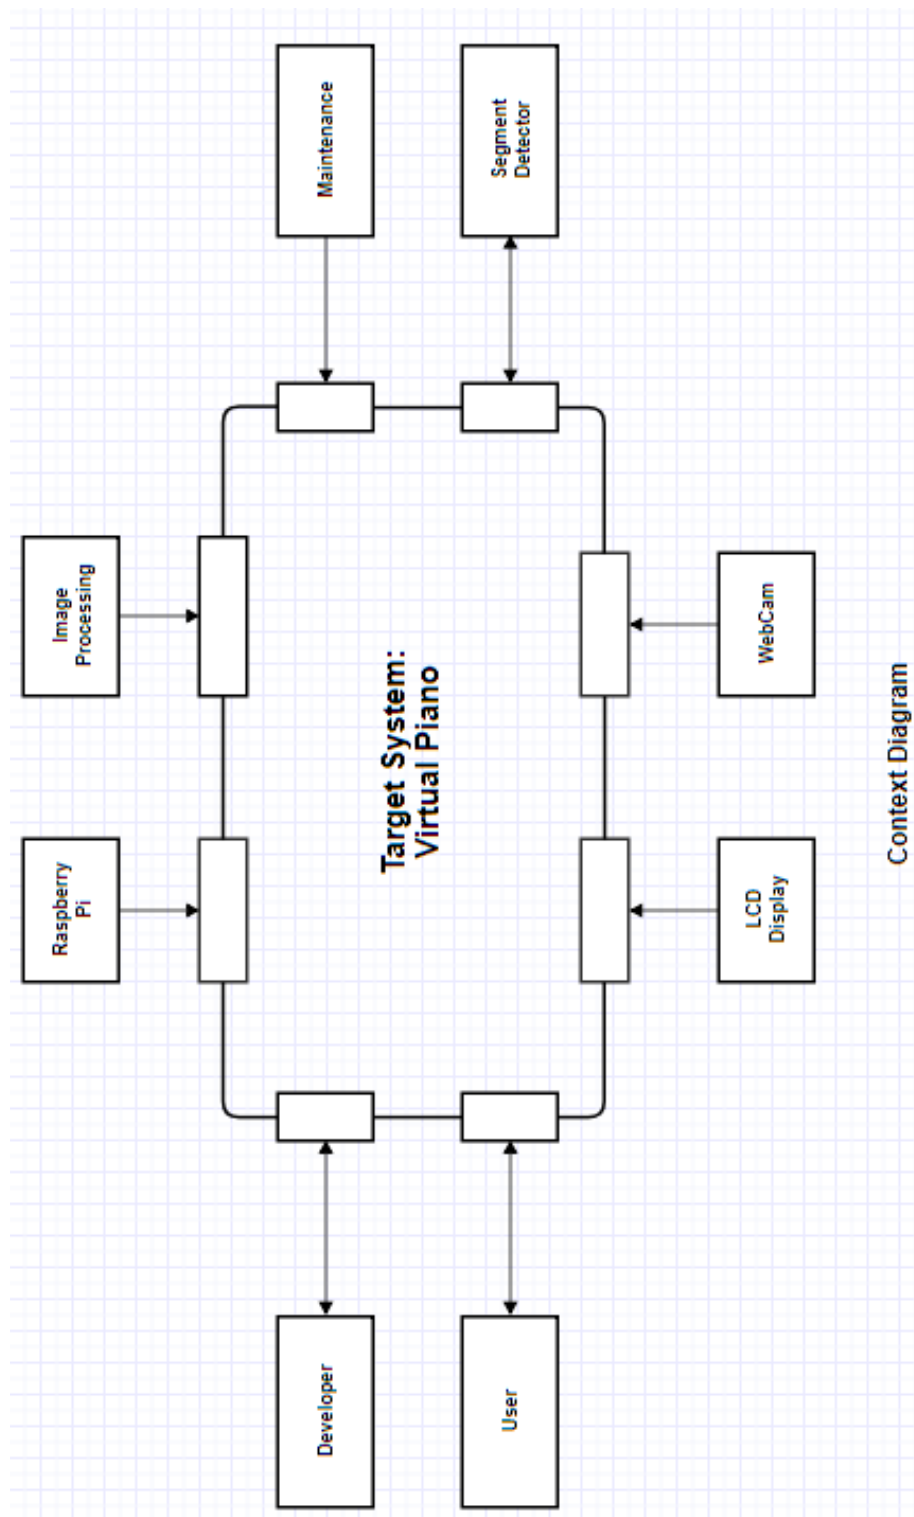 Raspberry
Pi
Image
Processing
Developer
Maintenance
Target System:
Virtual Piano
User
Segment
Detector
LCD
Display
WebCam
Context Diagram